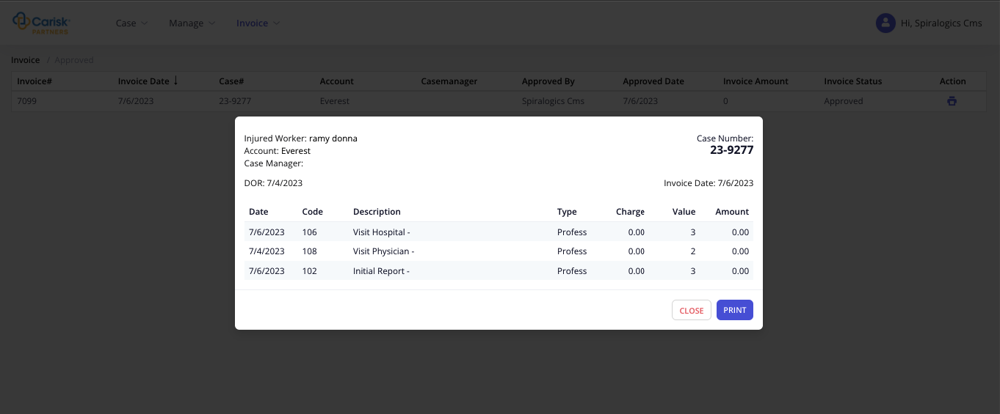 Carisk PARTNERS
Case Manage Invoice Hi, Spiralogics Cms
Invoice / Approved
Invoice# Invoice Date ↓ Case# Account Casemanager Approved By Approved Date Invoice Amount Invoice Status Action
7099 7/6/2023 23-9277 Everest Spiralogics Cms 7/6/2023 0 Approved
Injured Worker: ramy donna
Case Number:
Account: Everest
23-9277
Case Manager:
DOR: 7/4/2023 Invoice Date: 7/6/2023
Date Code Description Type Charge Value Amount
7/6/2023 106 Visit Hospital - Profess 0.00 3 0.00
7/4/2023 108 Visit Physician - Profess 0.00 2 0.00
7/6/2023 102 Initial Report - Profess 0.00 3 0.00
CLOSE PRINT